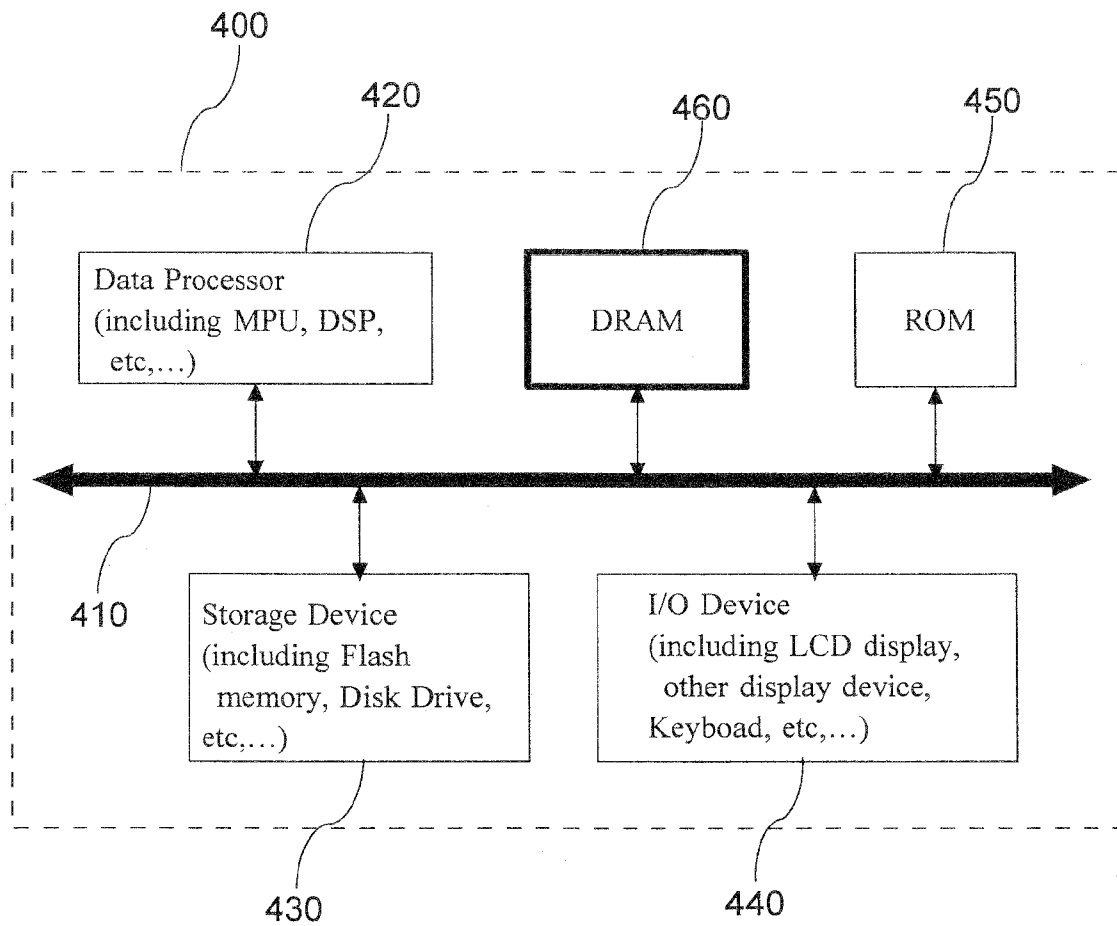 400
420
460
450
Data Processor
(including MPU, DSP,
etc,...)
DRAM
ROM
410
Storage Device
(including Flash
memory, Disk Drive,
etc,...)
I/O Device
(including LCD display,
other display device,
Keyboad, etc,...)
430
440